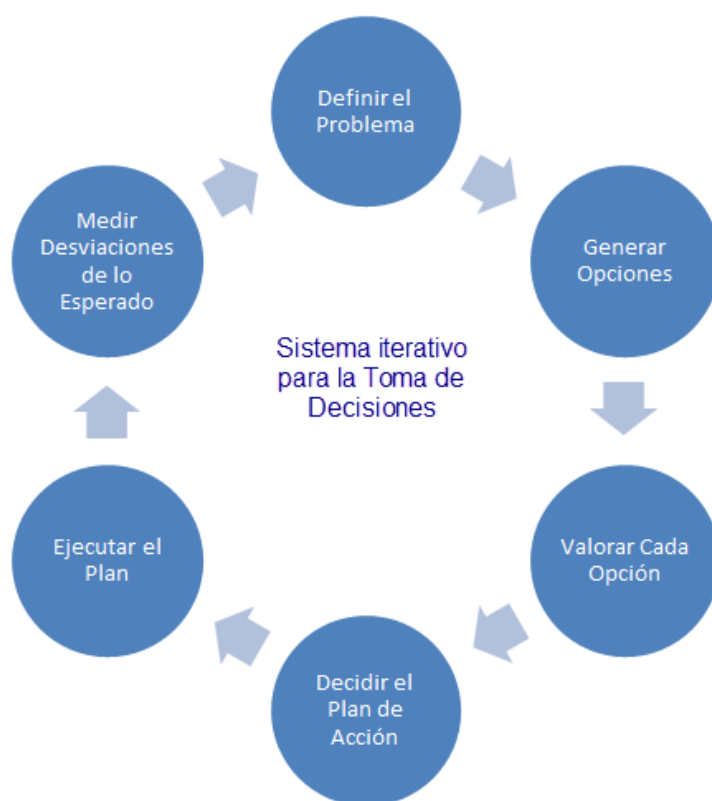 Definir el
Problema
Generar
Opciones
Valorar Cada
Opción
Decidir el
Plan de
Acción
Ejecutar el
Plan
Medir
Desviaciones
de lo
Esperado
Sistema iterativo
para la Toma de
Decisiones